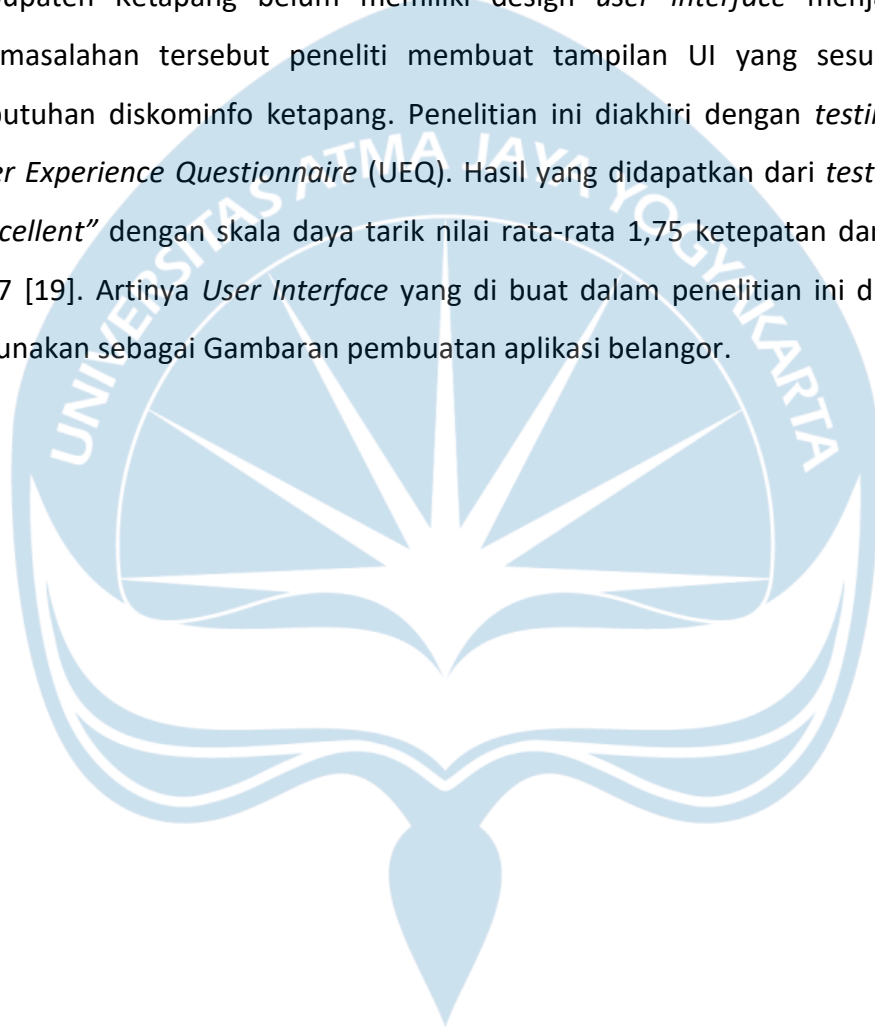 bupaten Ketapang belum memiliki design user interface menja
masalahan tersebut peneliti membuat tampilan UI yang sesu
butuhan diskominfo ketapang. Penelitian ini diakhiri dengan testi
er Experience Questionnaire (UEQ). Hasil yang didapatkan dari test
cellent” dengan skala daya tarik nilai rata-rata 1,75 ketepatan dar
7 [19]. Artinya User Interface yang di buat dalam penelitian ini d
unakan sebagai Gambaran pembuatan aplikasi belangor.
UNIVERSITAS ATMA JAYA YOGYAKARTA